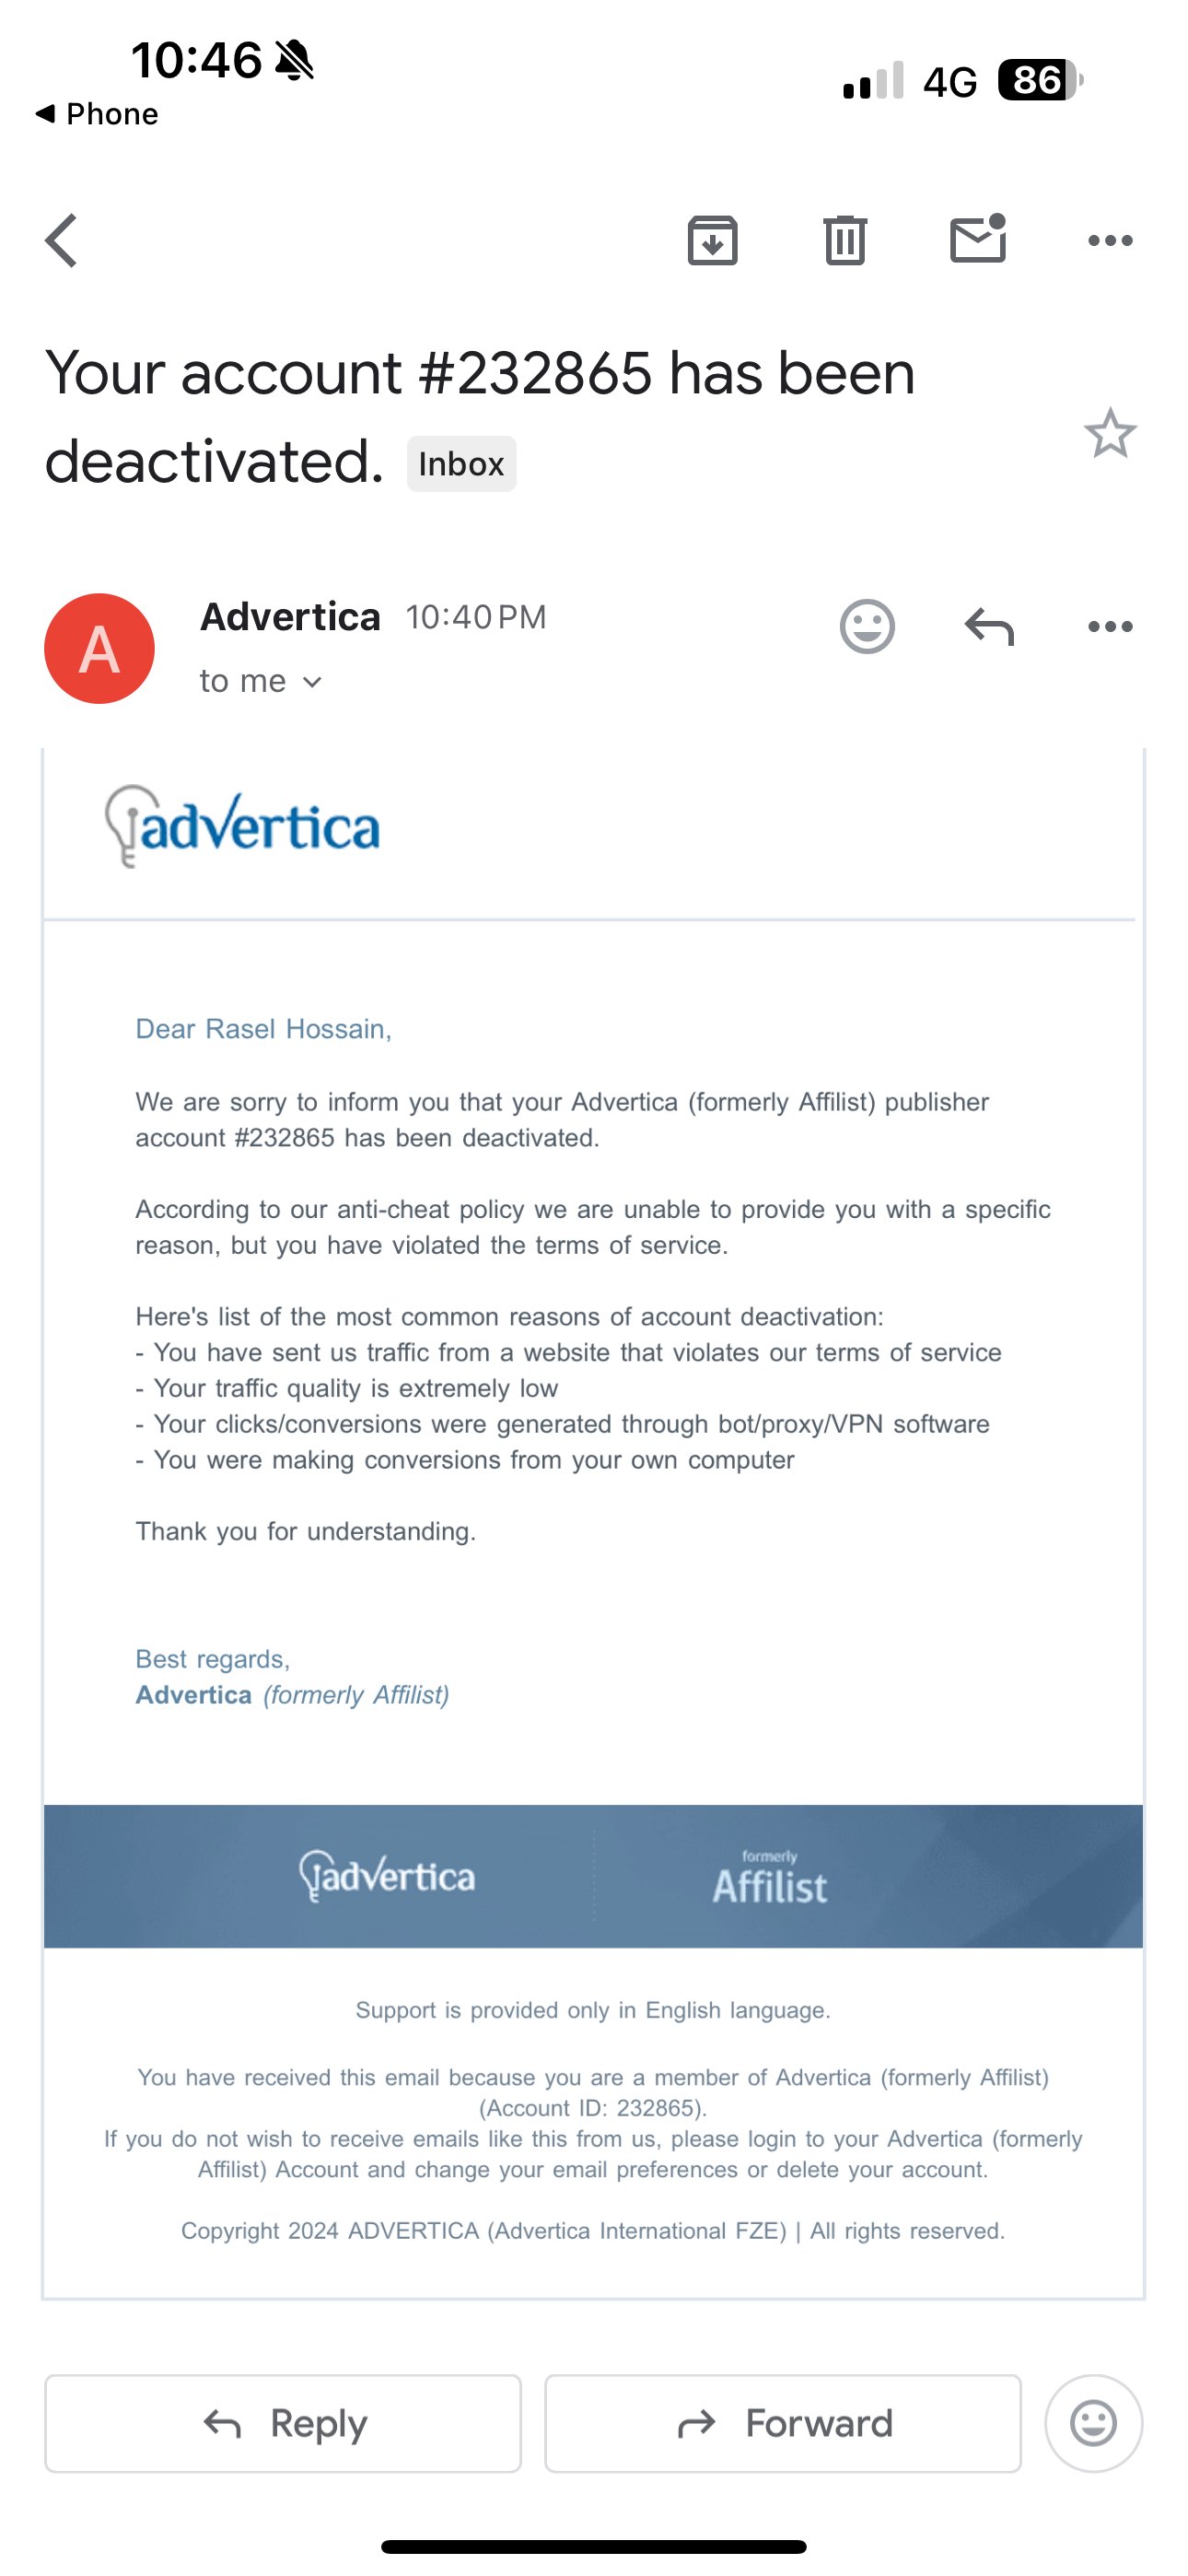 10:46
4G 86
Phone
Your account #232865 has been
deactivated. Inbox
A
Advertica 10:40 PM
to me
advertica
Dear Rasel Hossain,
We are sorry to inform you that your Advertica (formerly Affilist) publisher
account #232865 has been deactivated.
According to our anti-cheat policy we are unable to provide you with a specific
reason, but you have violated the terms of service.
Here's list of the most common reasons of account deactivation:
- You have sent us traffic from a website that violates our terms of service
- Your traffic quality is extremely low
- Your clicks/conversions were generated through bot/proxy/VPN software
- You were making conversions from your own computer
Thank you for understanding.
Best regards,
Advertica (formerly Affilist)
advertica
formerly
Affilist
Support is provided only in English language.
You have received this email because you are a member of Advertica (formerly Affilist)
(Account ID: 232865).
If you do not wish to receive emails like this from us, please login to your Advertica (formerly
Affilist) Account and change your email preferences or delete your account.
Copyright 2024 ADVERTICA (Advertica International FZE) | All rights reserved.
Reply
Forward